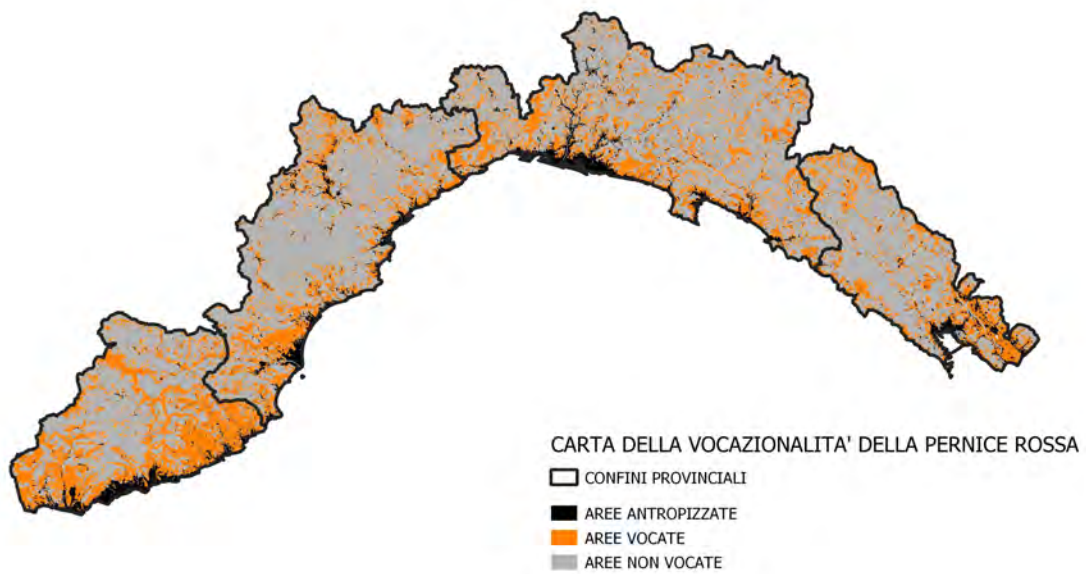 CARTA DELLA VOCAZIONALITA' DELLA PERNICE ROSSA
CONFINI PROVINCIALI
AREE ANTROPIZZATE
AREE VOCATE
AREE NON VOCATE